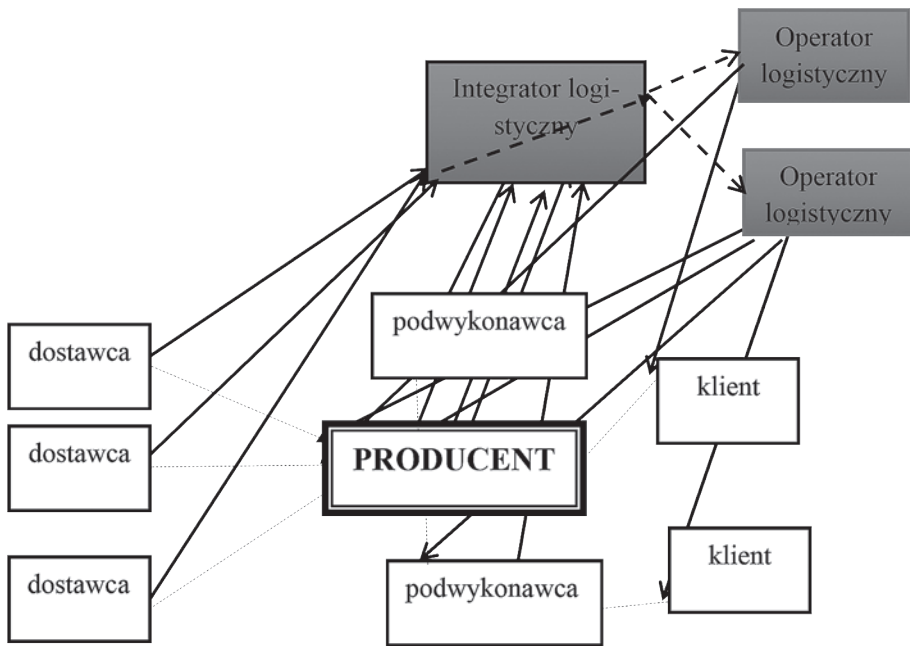 Operator
logistyczny
Integrator logi-
styczny
Operator
logistyczny
podwykonawca
dostawca
klient
dostawca
PRODUCENT
klient
dostawca
podwykonawca